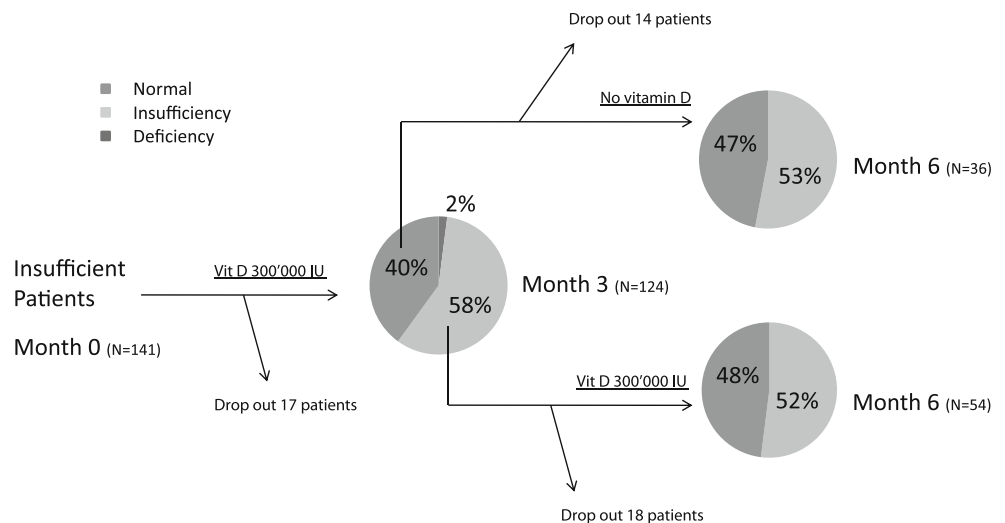 Drop out 14 patients
Normal
Insufficiency
Deficiency
No vitamin D
47%
53%
Month 6 (N=36)
2%
Insufficient
Patients
Month 0 (N=141)
Vit D 300'000 IU
40%
58%
Month 3 (N=124)
Drop out 17 patients
Vit D 300'000 IU
48%
52%
Month 6 (N=54)
Drop out 18 patients